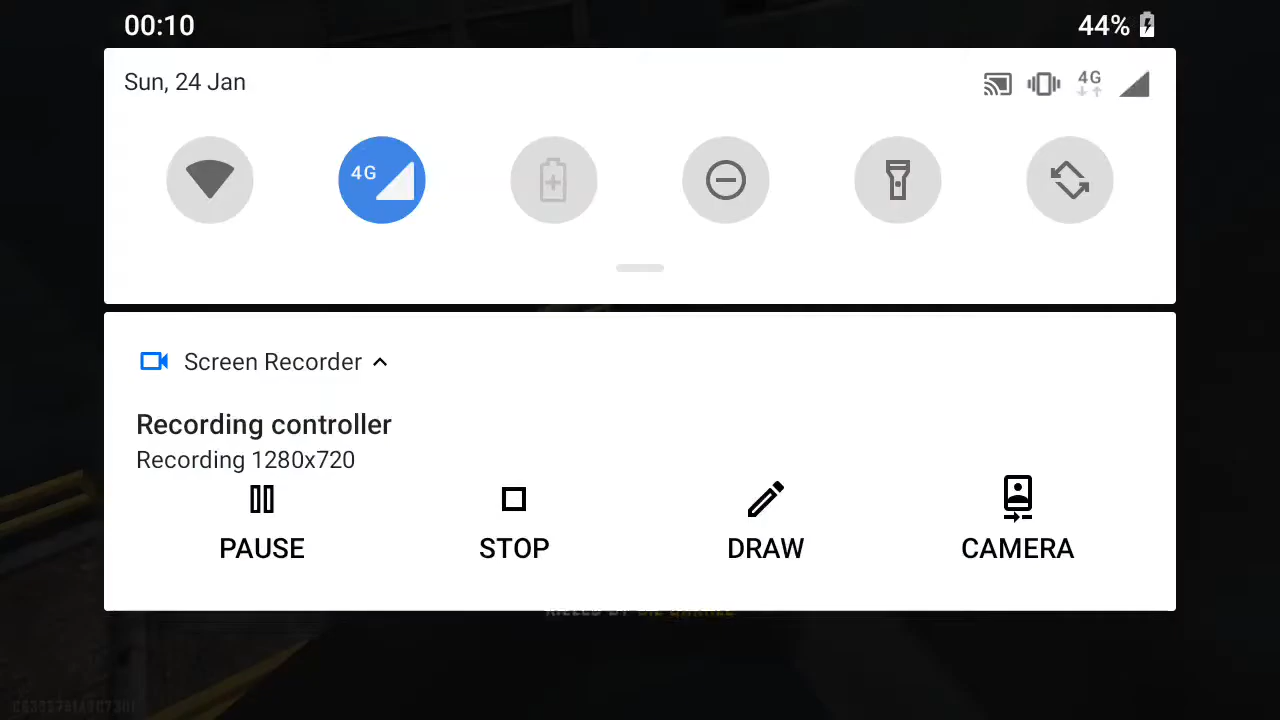 00:10
44%
Sun, 24 Jan
4G
4G
Screen Recorder
Recording controller
Recording 1280x720
PAUSE
STOP
DRAW
CAMERA